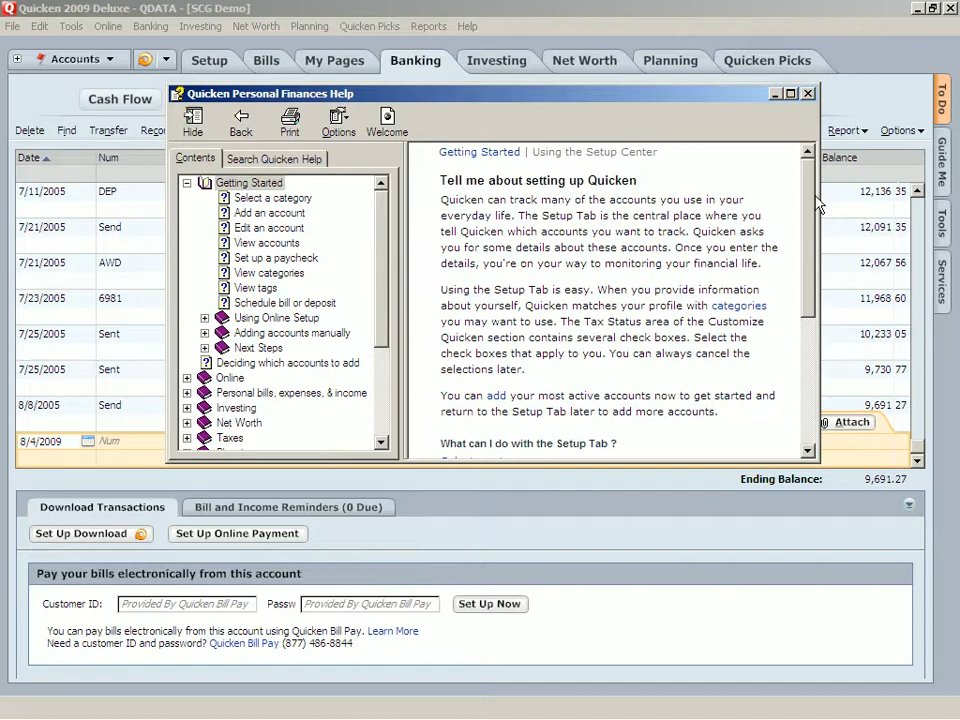 Quicken 2009 Deluxe - QDATA - [SCG Demo]
File Edit Tools Online Banking Investing Net Worth Planning Quicken Picks Reports Help
Accounts Setup Bills My Pages Banking Investing Net Worth Planning Quicken Picks
Cash Flow
Quicken Personal Finances Help
Hide Back Print Options Welcome
Delete Find Transfer Report Options
Date Num Balance
7/11/2005 DEP 12,136 35
7/21/2005 Send 12,091 35
7/21/2005 AWD 12,067 56
7/23/2005 6981 11,968 60
7/25/2005 Sent 10,233 05
7/25/2005 Sent 9,730 77
8/8/2005 Send 9,691 27
8/4/2009 Num
Attach
Contents Search Quicken Help
Getting Started
Select a category
Add an account
Edit an account
View accounts
Set up a paycheck
View categories
View tags
Schedule bill or deposit
Using Online Setup
Adding accounts manually
Next Steps
Deciding which accounts to add
Online
Personal bills, expenses, & income
Investing
Net Worth
Taxes
Getting Started | Using the Setup Center
Tell me about setting up Quicken
Quicken can track many of the accounts you use in your
everyday life. The Setup Tab is the central place where you
tell Quicken which accounts you want to track. Quicken asks
you for some details about these accounts. Once you enter the
details, you're on your way to monitoring your financial life.
Using the Setup Tab is easy. When you provide information
about yourself, Quicken matches your profile with categories
you may want to use. The Tax Status area of the Customize
Quicken section contains several check boxes. Select the
check boxes that apply to you. You can always cancel the
selections later.
You can add your most active accounts now to get started and
return to the Setup Tab later to add more accounts.
What can I do with the Setup Tab ?
To Do
Guide Me
Tools
Services
Ending Balance: 9,691.27
Download Transactions Bill and Income Reminders (0 Due)
Set Up Download Set Up Online Payment
Pay your bills electronically from this account
Customer ID: Provided By Quicken Bill Pay Passw Provided By Quicken Bill Pay Set Up Now
You can pay bills electronically from this account using Quicken Bill Pay. Learn More
Need a customer ID and password? Quicken Bill Pay (877) 486-8844